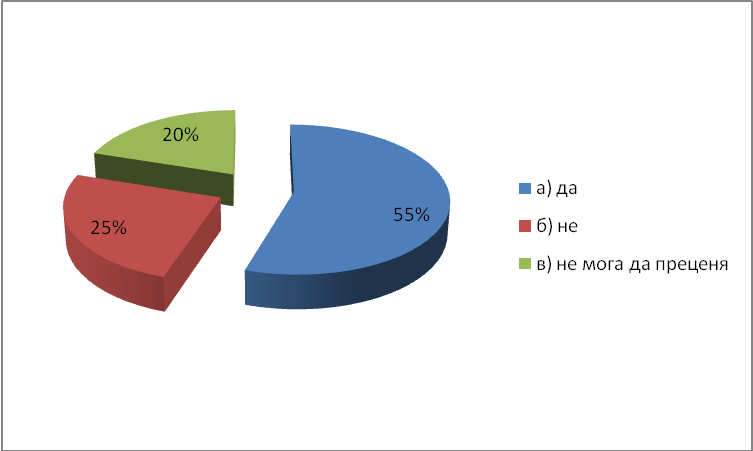 20%
55%
25%
а) да
б) не
в) не мога да преценя